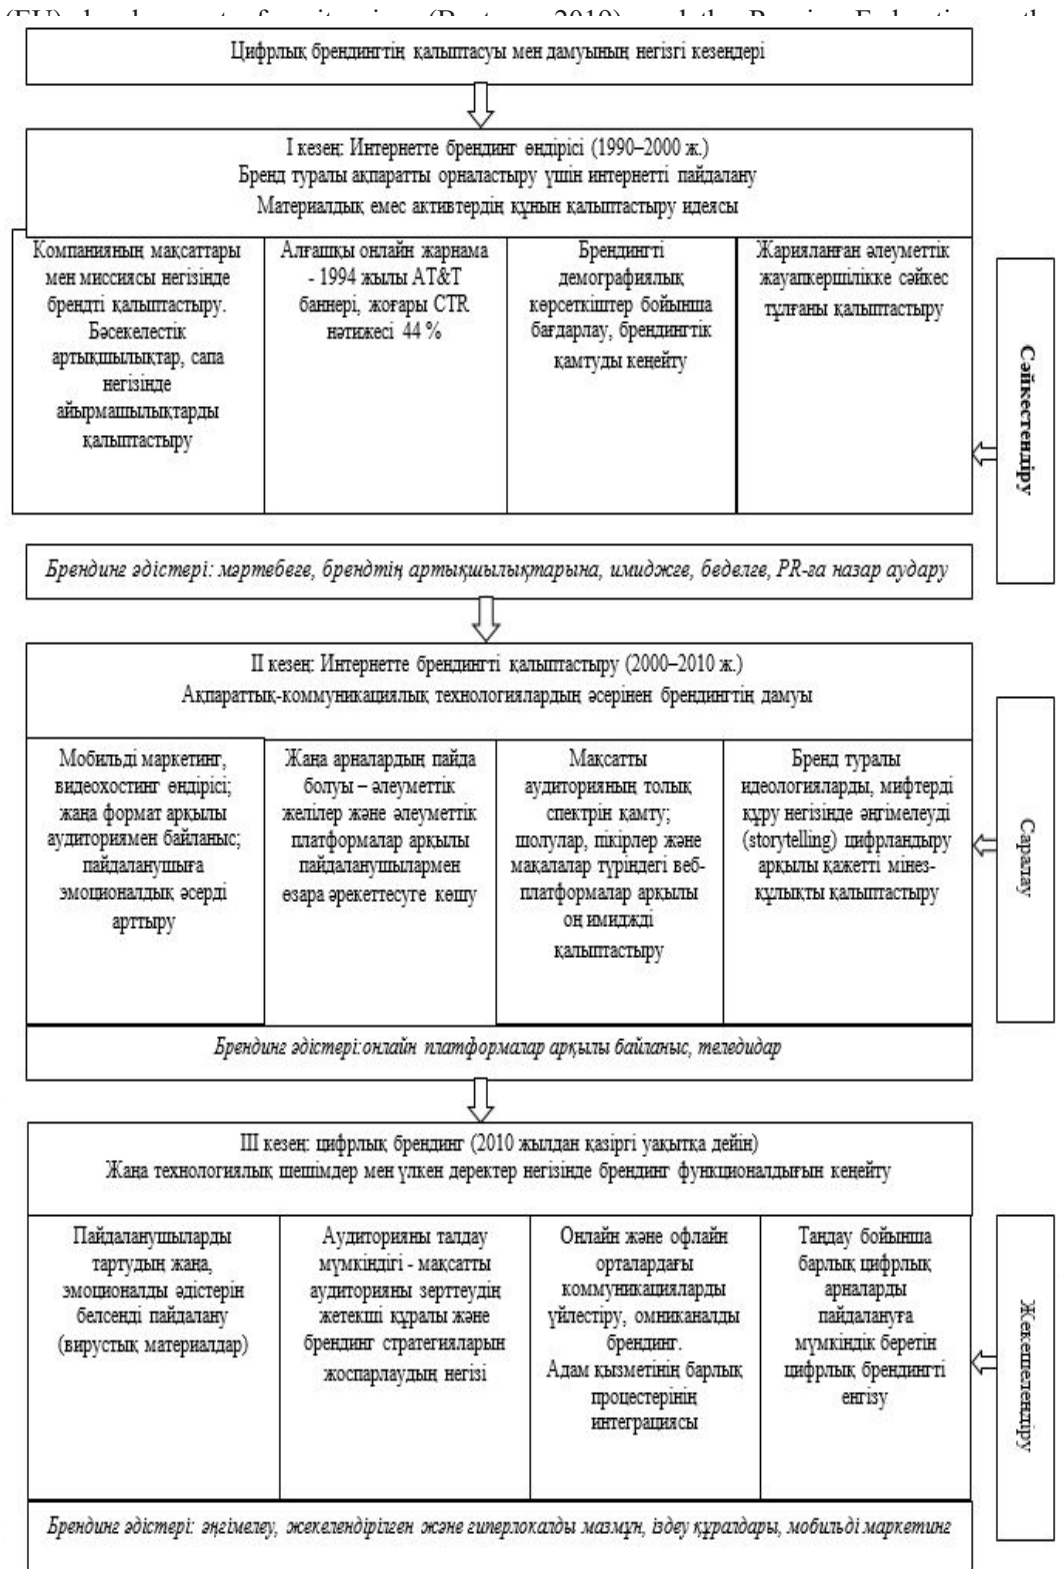 Цифрлық брендингтің қалыптасуы мен дамуының негізгі кезеңдері
I кезең: Интернетте брендинг өндірісі (1990–2000 ж.)
Бренд туралы ақпаратты орналастыру үшін интернетті пайдалану
Материалдық емес активтердің құнын қалыптастыру идеясы
Компанияның мақсаттары
мен миссиясы негізінде
брендті қалыптастыру.
Бәсекелестік
артықшылықтар, сапа
негізінде
айырмашылықтарды
қалыптастыру
Алғашқы онлайн жарнама
- 1994 жылы AT&T
баннері, жоғары CTR
нәтижесі 44 %
Брендингті
демографиялық
көрсеткіштер бойынша
бағдарлау, брендингтік
қамтуды кеңейту
Жарияланған әлеуметтік
жауапкершілікке сәйкес
тұлғаны қалыптастыру
Сәйкестендіру
Брендинг әдістері: мәртебеге, брендтің артықшылықтарына, имиджге, беделге, PR-ға назар аудару
II кезең: Интернетте брендингті қалыптастыру (2000–2010 ж.)
Ақпараттық-коммуникациялық технологиялардың әсерінен брендингтің дамуы
Мобильді маркетинг,
видеохостинг өндірісі;
жаңа формат арқылы
аудиториямен байланыс;
пайдаланушыға
эмоционалдық әсерді
арттыру
Жаңа арналардың пайда
болуы – әлеуметтік
желілер және әлеуметтік
платформалар арқылы
пайдаланушылармен
өзара әрекеттесуге көшу
Мақсатты
аудиторияның толық
спектрін қамту;
шолулар, пікірлер және
мақалалар түріндегі веб-
платформалар арқылы
оң имиджді
қалыптастыру
Бренд туралы
идеологияларды, мифтерді
құру негізінде әңгімелеуді
(storytelling) цифрландыру
арқылы қажетті мінез-
құлықты қалыптастыру
Саралау
Брендинг әдістері:онлайн платформалар арқылы байланыс, теледидар
III кезең: цифрлық брендинг (2010 жылдан қазіргі уақытқа дейін)
Жаңа технологиялық шешімдер мен үлкен деректер негізінде брендинг функционалдығын кеңейту
Пайдаланушыларды
тартудың жаңа,
эмоционалды әдістерін
белсенді пайдалану
(вирустық материалдар)
Аудиторияны талдау
мүмкіндігі - мақсатты
аудиторияны зерттеудің
жетекші құралы және
брендинг стратегияларын
жоспарлаудың негізі
Онлайн және офлайн
орталардағы
коммуникацияларды
үйлестіру, омниканалды
брендинг.
Адам қызметінің барлық
процестерінің
интеграциясы
Таңдау бойынша
барлық цифрлық
арналарды
пайдалануға
мүмкіндік беретін
цифрлық брендингті
енгізу
Жекешелендіру
Брендинг әдістері: әңгімелеу, жекелендірілген және гиперлокалды мазмұн, іздеу құралдары, мобильді маркетинг